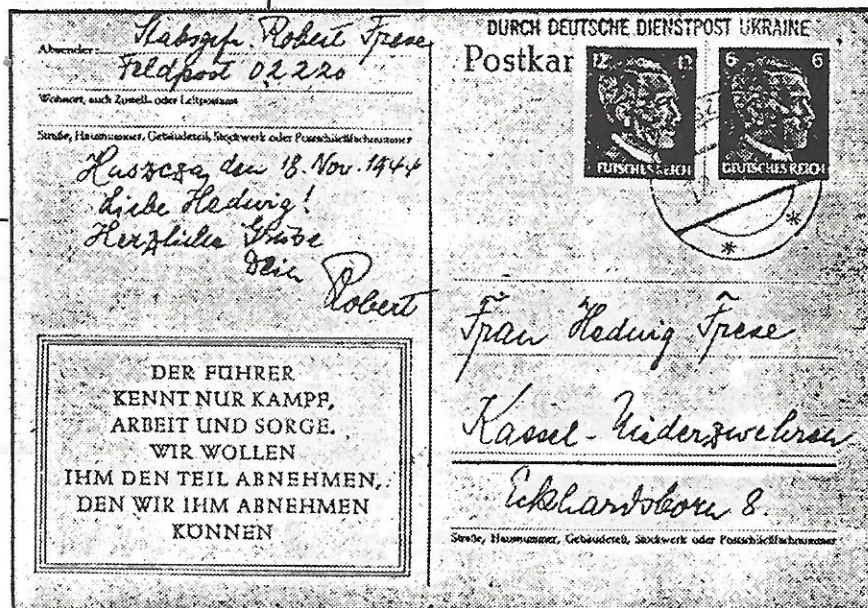 Absender: Stabsgefr. Robert Frese
Feldpost 02220
Wohnort, auch Zustell- oder Leitpostamt
Straße, Hausnummer, Gebäudeteil, Stockwerk oder Postschließfachnummer
Huszcza, den 18. Nov. 1944
Liebe Hedwig!
Herzliche Grüße
Dein
Robert
DER FÜHRER
KENNT NUR KAMPF,
ARBEIT UND SORGE.
WIR WOLLEN
IHM DEN TEIL ABNEHMEN,
DEN WIR IHM ABNEHMEN
KÖNNEN
DURCH DEUTSCHE DIENSTPOST UKRAINE
Postkar
12 12
EUTSCHES REICH
6 6
DEUTSCHES REICH
Frau Hedwig Frese
Kassel-Niederzwehren
Eckhardsborn 8.
Straße, Hausnummer, Gebäudeteil, Stockwerk oder Postschließfachnummer